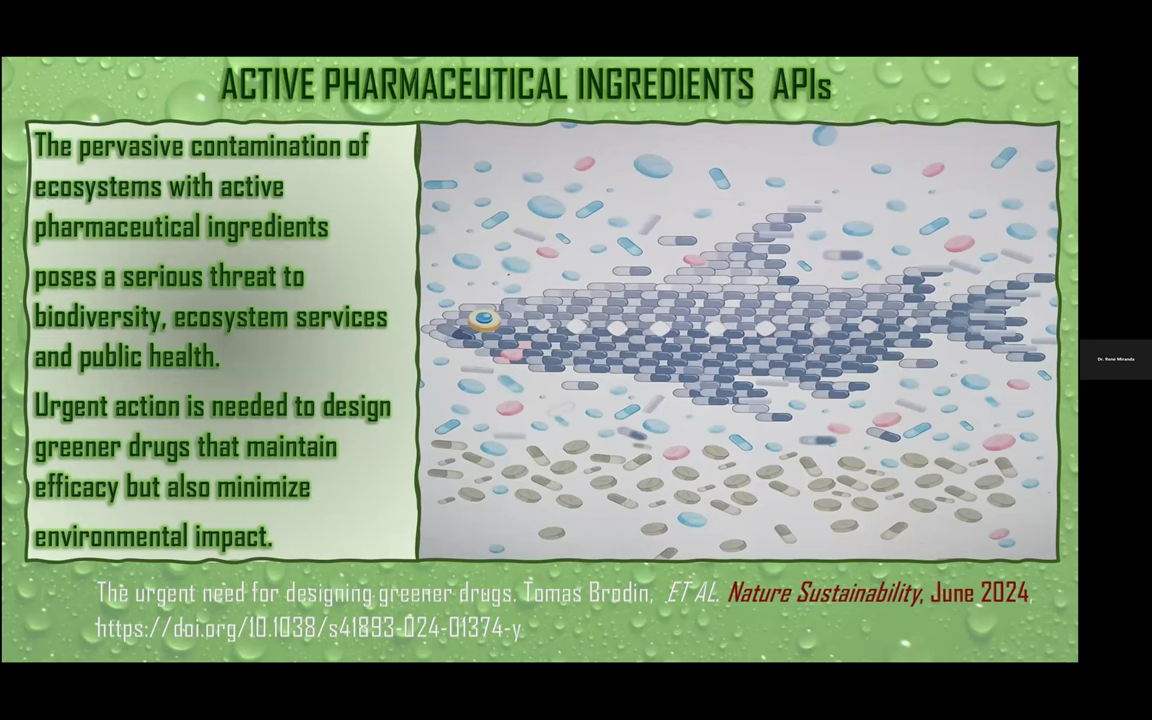 ACTIVE PHARMACEUTICAL INGREDIENTS APIs
The pervasive contamination of
ecosystems with active
pharmaceutical ingredients
poses a serious threat to
biodiversity, ecosystem services
and public health.
Urgent action is needed to design
greener drugs that maintain
efficacy but also minimize
environmental impact.
The urgent need for designing greener drugs. Tomas Brodin, ET AL. Nature Sustainability, June 2024,
https://doi.org/10.1038/s41893-024-01374-y
Dr. René Miranda